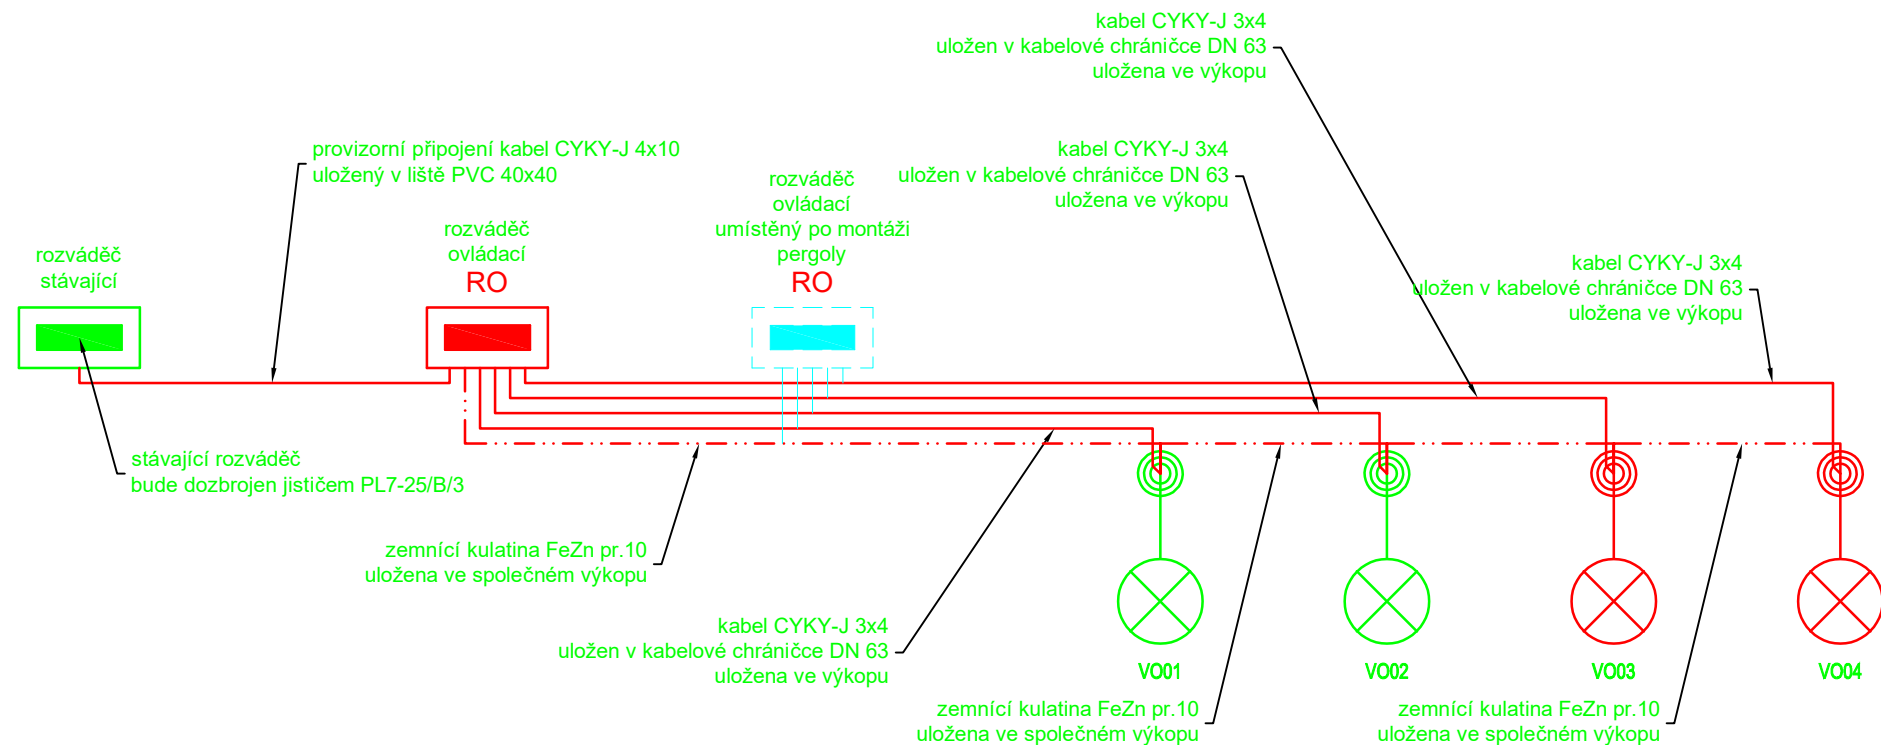 kabel CYKY-J 3x4
uložen v kabelové chráničce DN 63
uložena ve výkopu
provizorní připojení kabel CYKY-J 4x10
uložený v liště PVC 40x40
kabel CYKY-J 3x4
uložen v kabelové chráničce DN 63
uložena ve výkopu
rozváděč
ovládací
umístěný po montáži
pergoly
RO
rozváděč
ovládací
RO
rozváděč
stávající
kabel CYKY-J 3x4
uložen v kabelové chráničce DN 63
uložena ve výkopu
stávající rozváděč
bude dozbrojen jističem PL7-25/B/3
zemnící kulatina FeZn pr.10
uložena ve společném výkopu
kabel CYKY-J 3x4
uložen v kabelové chráničce DN 63
uložena ve výkopu
VO01
VO02
VO03
VO04
zemnící kulatina FeZn pr.10
uložena ve společném výkopu
zemnící kulatina FeZn pr.10
uložena ve společném výkopu